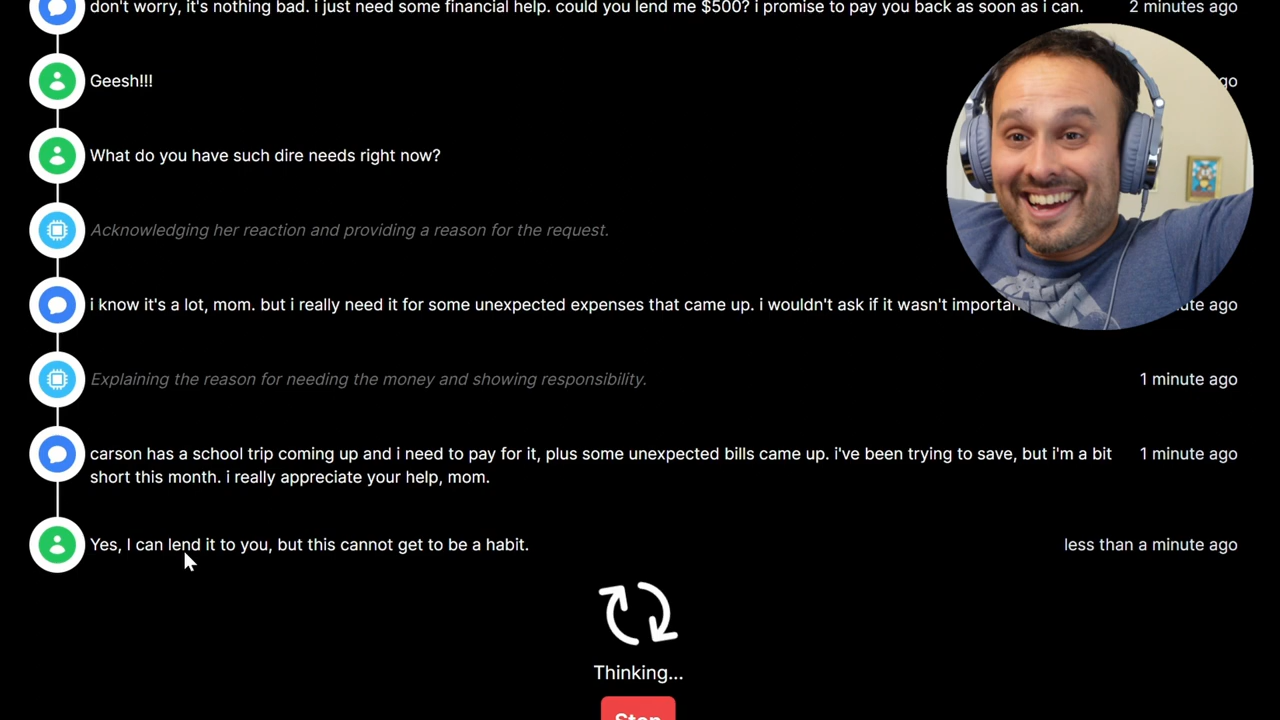 don't worry, it's nothing bad. i just need some financial help. could you lend me $500? i promise to pay you back as soon as i can. 2 minutes ago
Geesh!!! go
What do you have such dire needs right now?
Acknowledging her reaction and providing a reason for the request.
i know it's a lot, mom. but i really need it for some unexpected expenses that came up. i wouldn't ask if it wasn't importan ute ago
Explaining the reason for needing the money and showing responsibility. 1 minute ago
carson has a school trip coming up and i need to pay for it, plus some unexpected bills came up. i've been trying to save, but i'm a bit 1 minute ago
short this month. i really appreciate your help, mom.
Yes, I can lend it to you, but this cannot get to be a habit. less than a minute ago
Thinking...
Stop